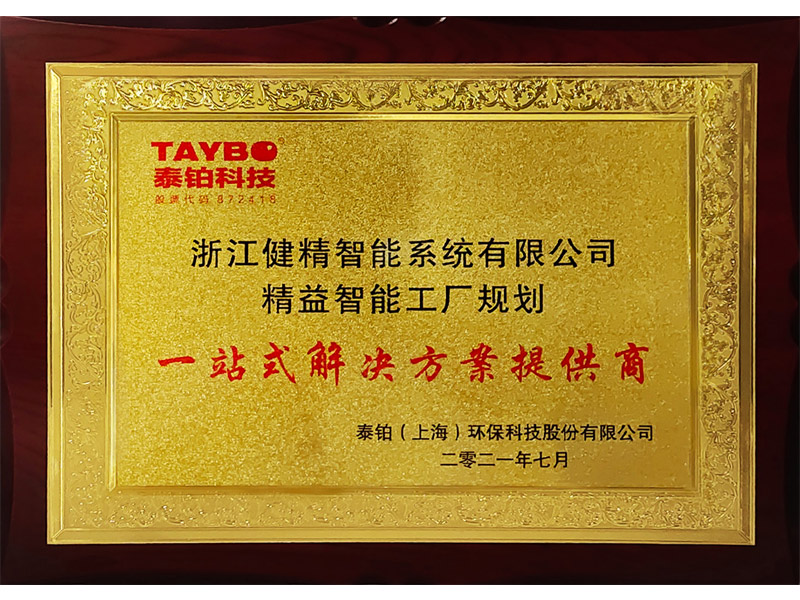 TAYBO®
泰铂科技
股票代码 872418
浙江健精智能系统有限公司
精益智能工厂规划
一站式解决方案提供商
泰铂（上海）环保科技股份有限公司
二零二一年七月